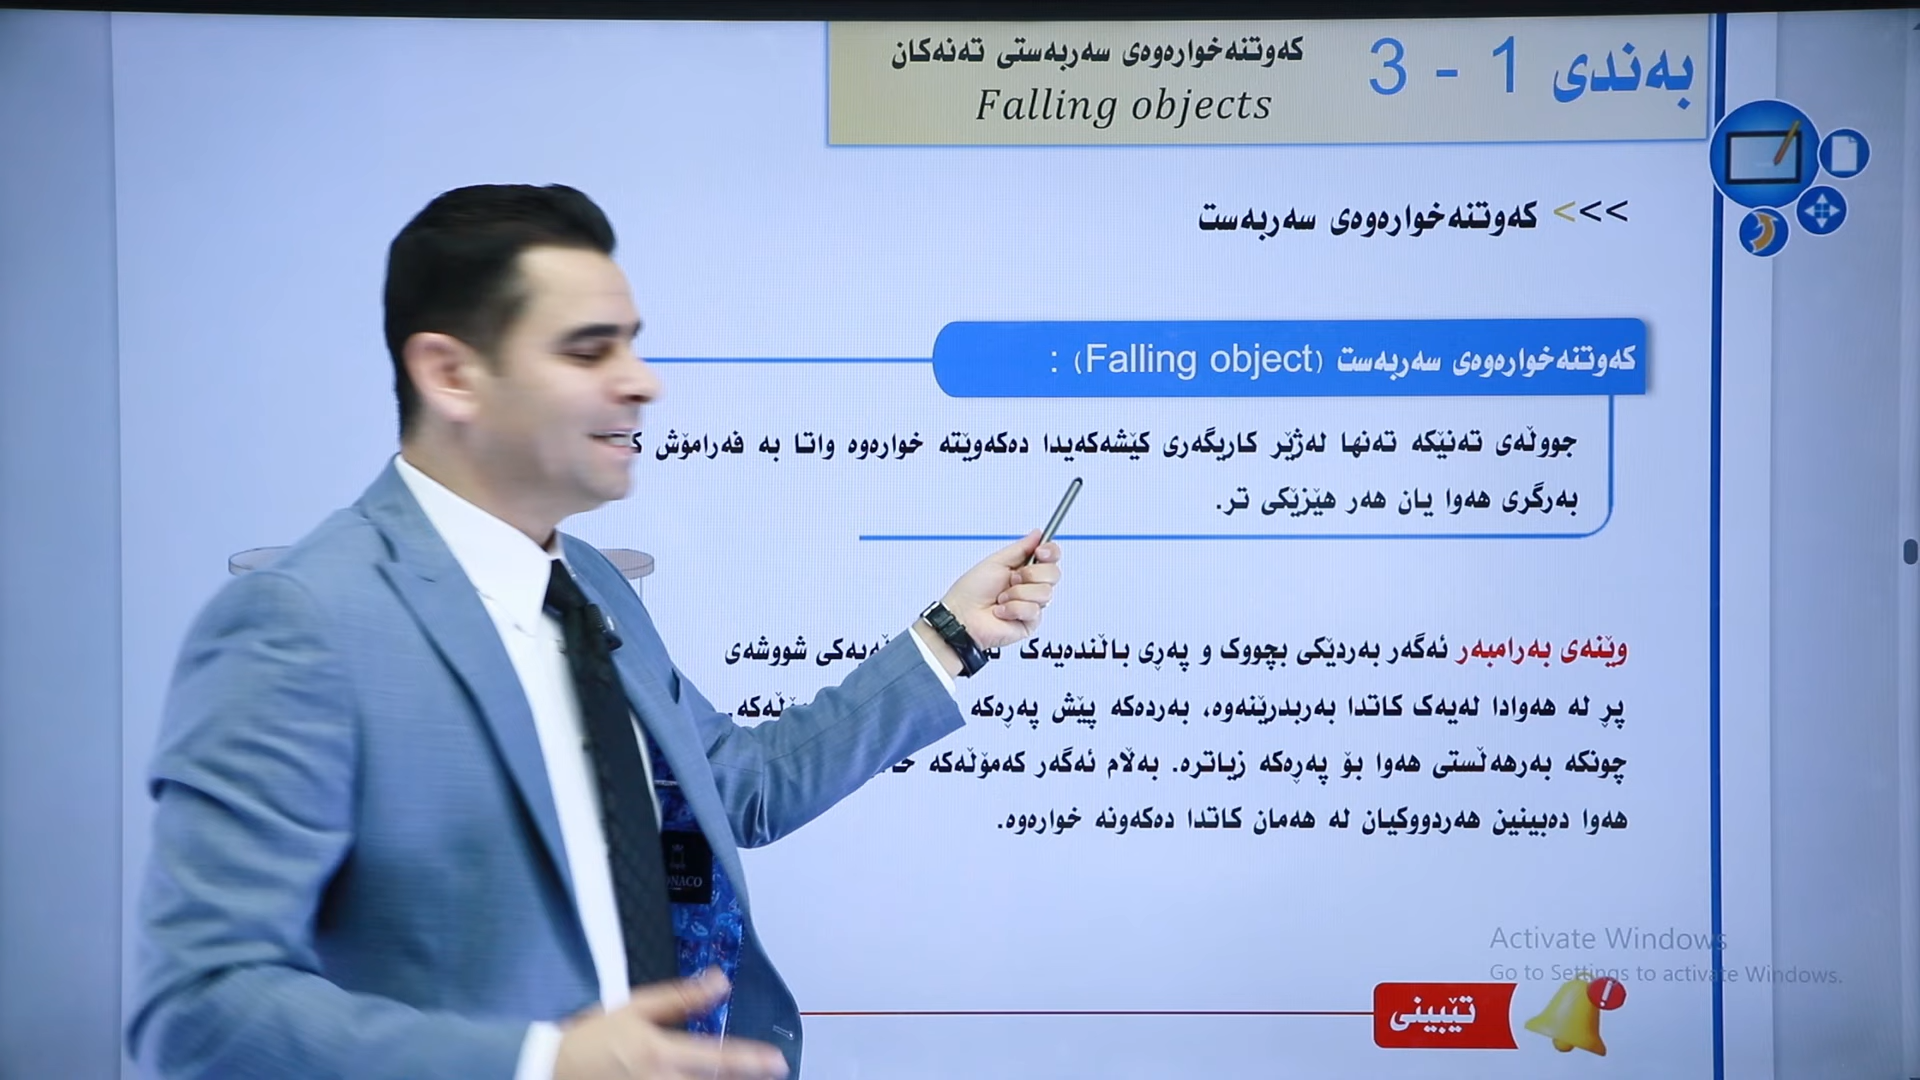 بەندی 1 - 3
کەوتنەخوارەوەی سەربەستی تەنەکان
Falling objects
>>> کەوتنەخوارەوەی سەربەست
کەوتنەخوارەوەی سەربەست (Falling object) :
جووڵەی تەنێکە تەنها لەژێر کاریگەری کێشەکەیدا دەکەوێتە خوارەوە واتا بە فەرامۆش
بەرگری هەوا یان هەر هێزێکی تر.
وێنەی بەرامبەر ئەگەر بەردێکی بچووک و پەڕی باڵندەیەک شووشەی
پڕ لە هەوادا لەیەک کاتدا بەربدرێنەوە، بەردەکە پێش پەڕەکە
چونکە بەرهەڵستی هەوا بۆ پەڕەکە زیاترە. بەڵام ئەگەر کەمۆڵەکە
هەوا دەبینین هەردووکیان لە هەمان کاتدا دەکەونە خوارەوە.
Activate Windows
Go to Settings to activate Windows.
تێبینی